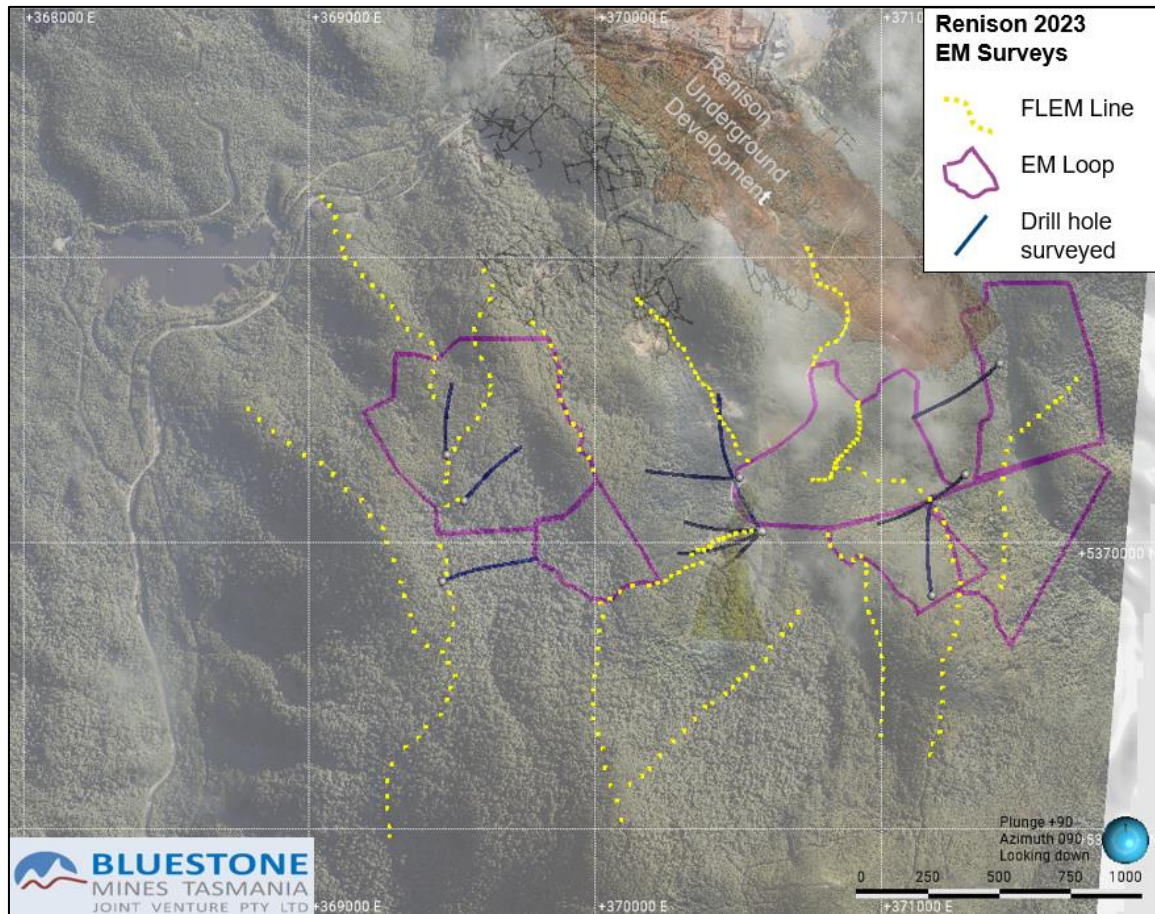 +368000 E
+369000 E
+370000 E
+371
Renison 2023
EM Surveys
FLEM Line
EM Loop
Drill hole
surveyed
Renison
Underground
Development
+5370000 N
Plunge +90
Azimuth 090
Looking down
0 250 500 750 1000
BLUESTONE
MINES TASMANIA
JOINT VENTURE PTY LTD
+369000 E
+370000 E
+371000 E